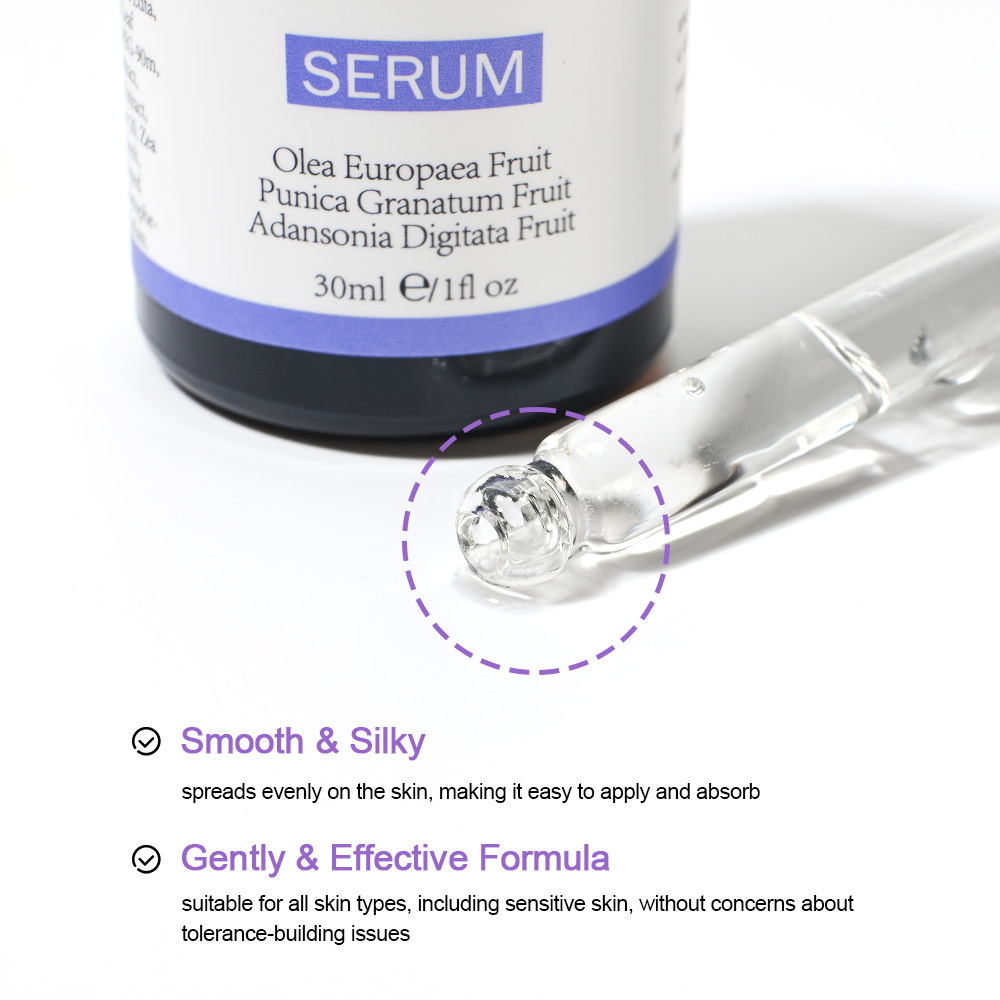 SERUM
Olea Europaea Fruit
Punica Granatum Fruit
Adansonia Digitata Fruit
30ml ℮/1fl oz
Zea
Smooth & Silky
spreads evenly on the skin, making it easy to apply and absorb
Gently & Effective Formula
suitable for all skin types, including sensitive skin, without concerns about
tolerance-building issues